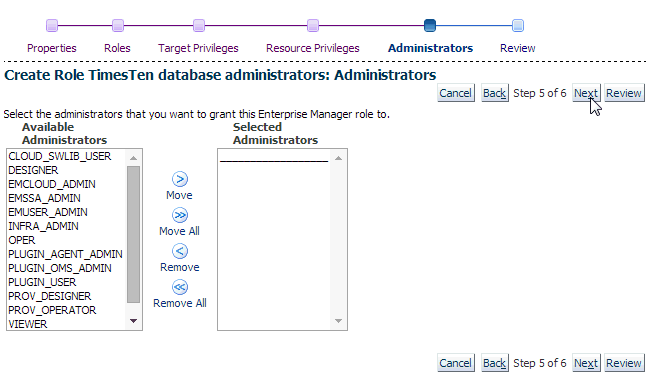 Properties Roles Target Privileges Resource Privileges Administrators Review
Create Role TimesTen database administrators: Administrators
Cancel Back Step 5 of 6 Next Review
Select the administrators that you want to grant this Enterprise Manager role to.
Available
Administrators
CLOUD_SWLIB_USER
DESIGNER
EMCLOUD_ADMIN
EMSSA_ADMIN
EMUSER_ADMIN
INFRA_ADMIN
OPER
PLUGIN_AGENT_ADMIN
PLUGIN_OMS_ADMIN
PLUGIN_USER
PROV_DESIGNER
PROV_OPERATOR
VIEWER
Move
Move All
Remove
Remove All
Selected
Administrators
Cancel Back Step 5 of 6 Next Review